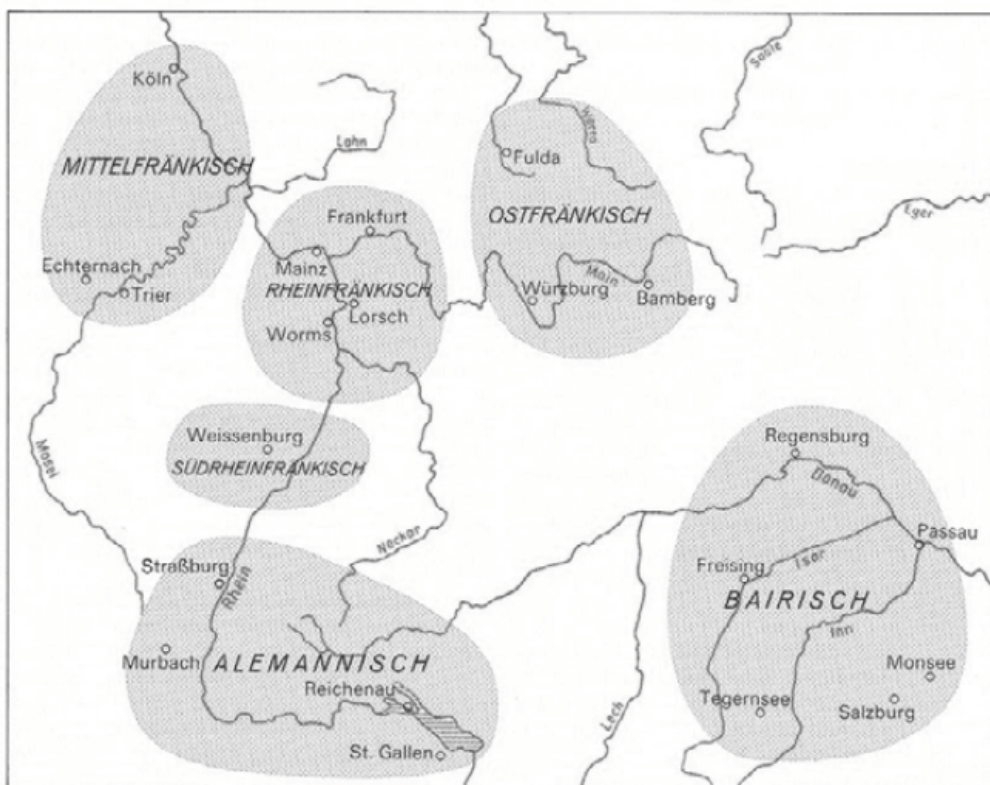 Saale
Köln
Werra
Lahn
Fulda
MITTELFRÄNKISCH
Eger
Frankfurt
OSTFRÄNKISCH
Echternach
Mainz
Main
Trier
RHEINFRÄNKISCH
Würzburg
Bamberg
Lorsch
Worms
Weissenburg
Regensburg
Mosel
SÜDRHEINFRÄNKISCH
Donau
Neckar
Passau
Straßburg
Rhein
Freising
Isar
BAIRISCH
Inn
Murbach
ALEMANNISCH
Monsee
Reichenau
Tegernsee
Lech
Salzburg
St. Gallen